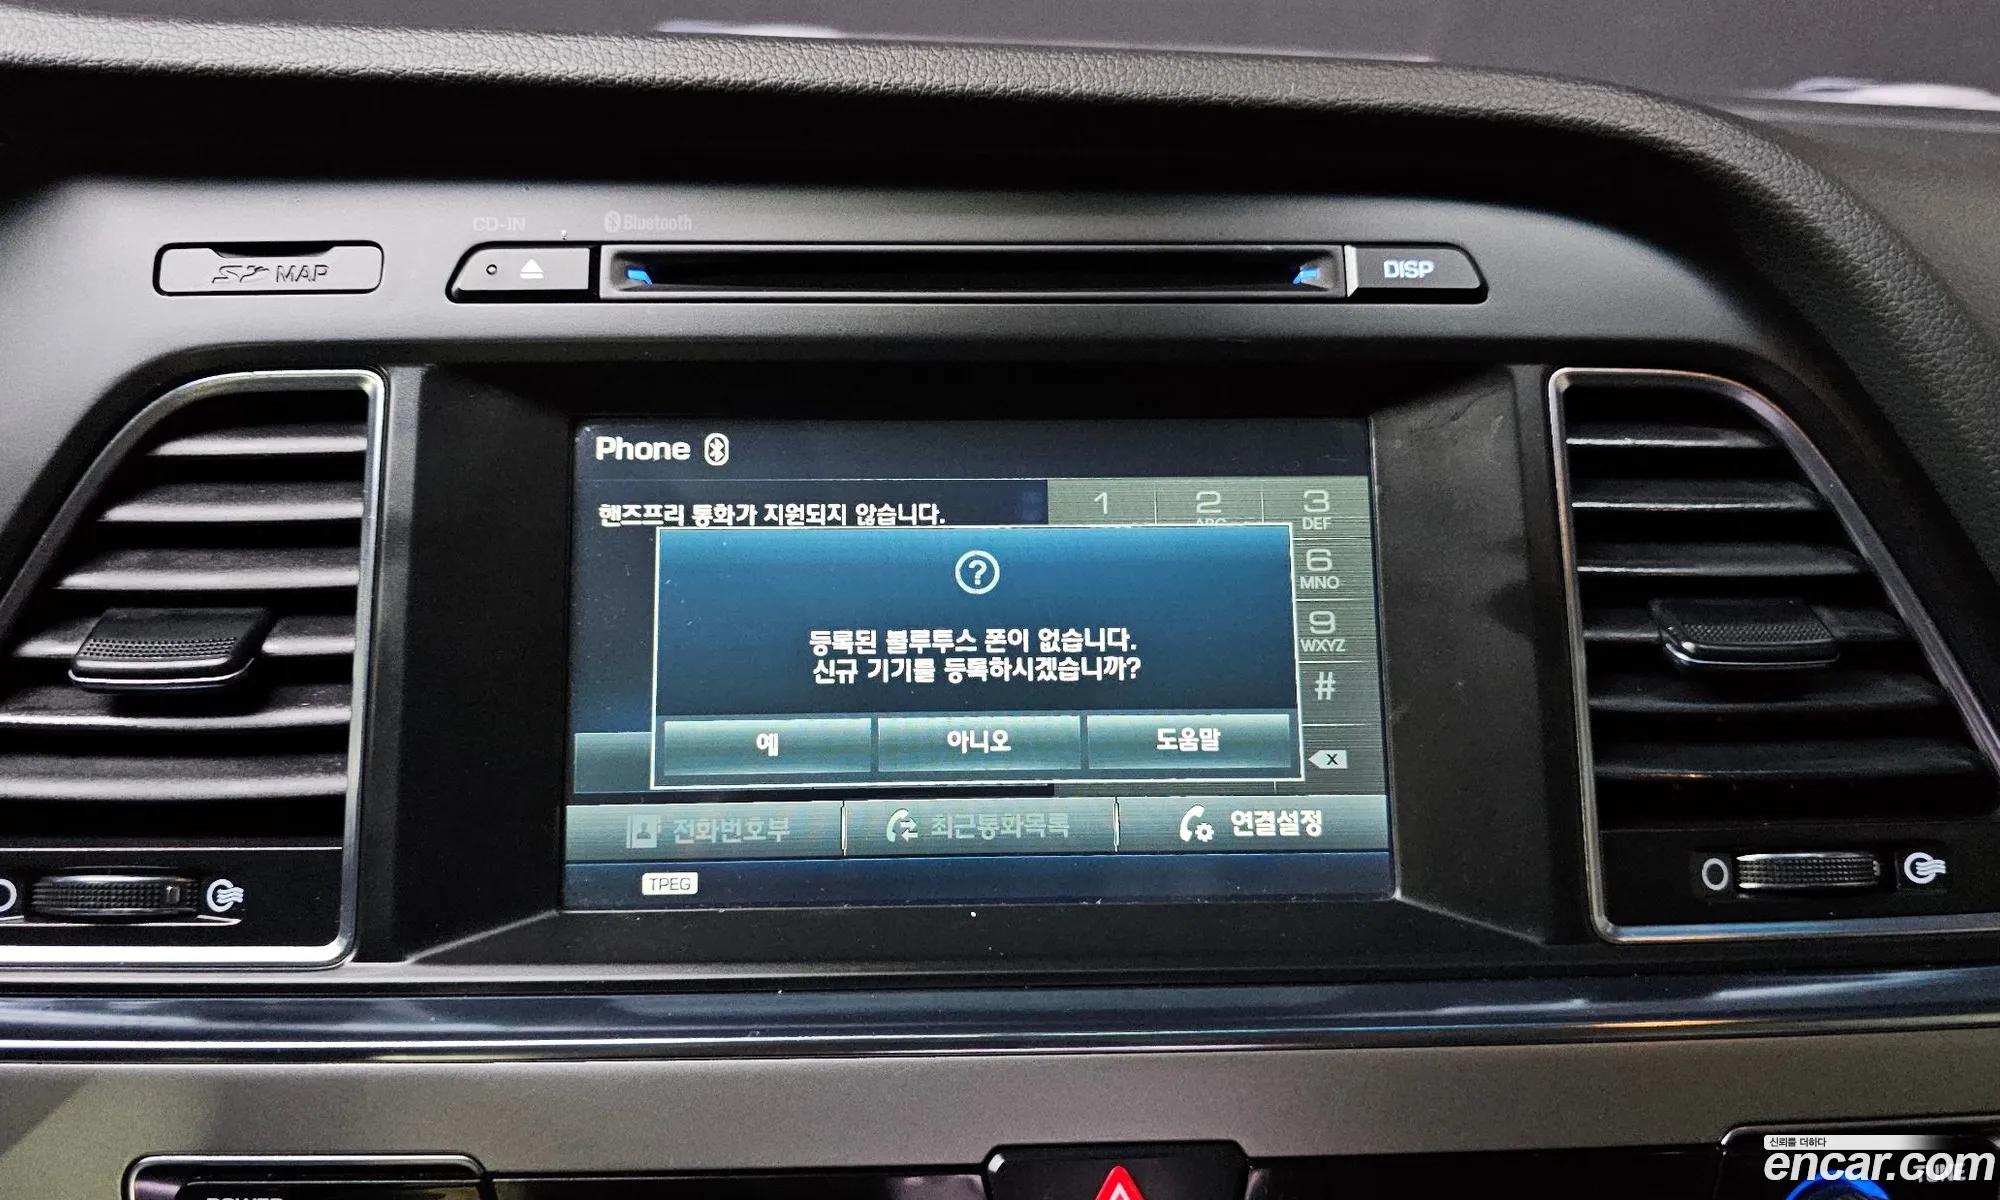 CD-IN
Bluetooth
SD MAP
DISP
Phone
핸즈프리 통화가 지원되지 않습니다.
1
2
ABC
3
DEF
6
MNO
9
WXYZ
#
X
?
등록된 블루투스 폰이 없습니다.
신규 기기를 등록하시겠습니까?
예
아니오
도움말
전화번호부
최근통화목록
연결설정
TPEG
POWER
TUNE
신뢰를 더하다
encar.com